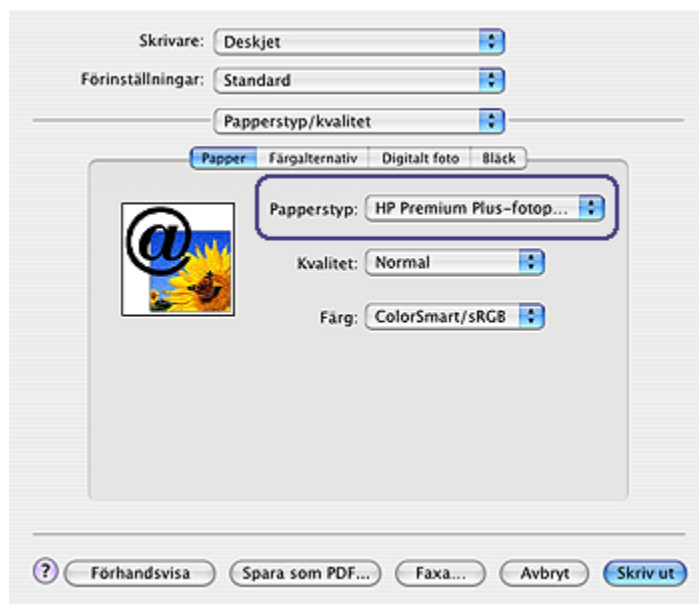 Skrivare: Deskjet
Förinställningar: Standard
Papperstyp/kvalitet
Papper Färgalternativ Digitalt foto Bläck
Papperstyp: HP Premium Plus-fotop...
@
Kvalitet: Normal
Färg: ColorSmart/sRGB
? Förhandsvisa Spara som PDF... Faxa... Avbryt Skriv ut